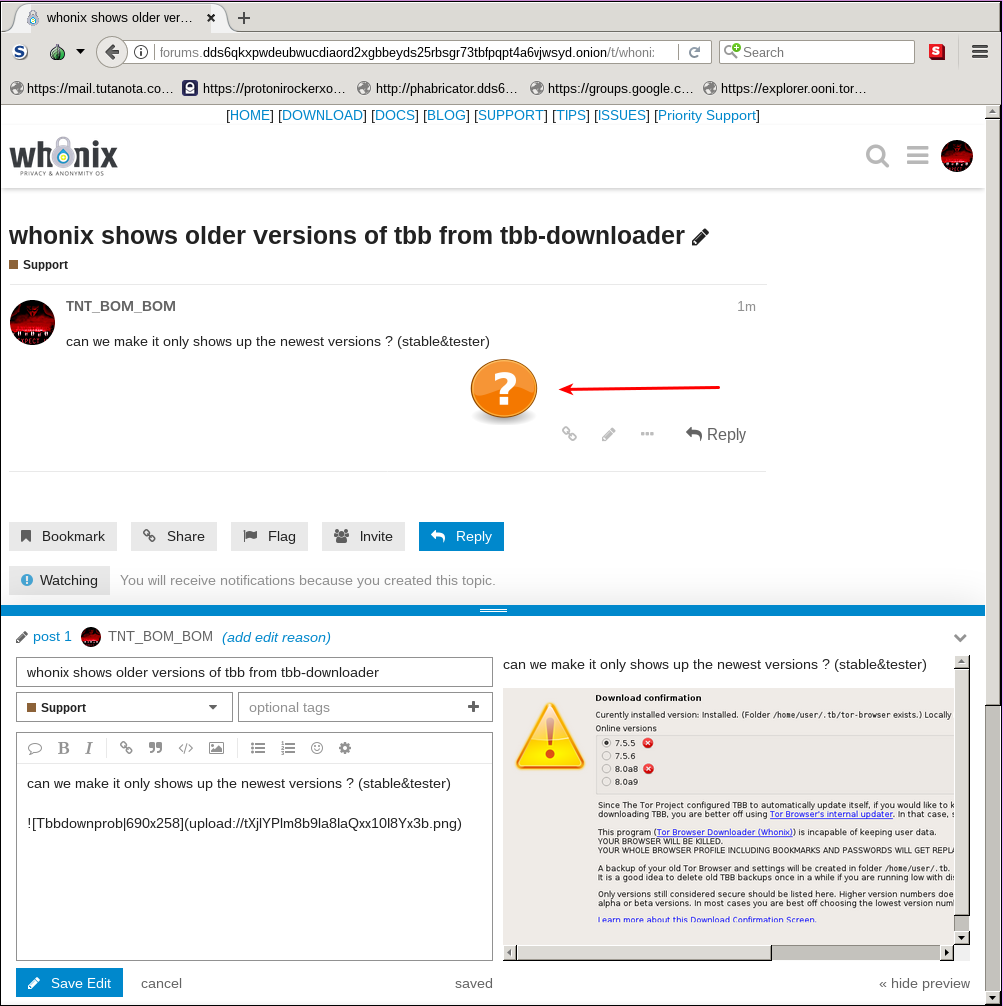 whonix shows older ver...
forums.dds6qkxpwdeubwucdiaord2xgbbeyds25rbsgr73tbfpqpt4a6vjwsyd.onion/t/whoni:
Search
https://mail.tutanota.co... https://protonirockerxo... http://phabricator.dds6... https://groups.google.c... https://explorer.ooni.tor...
[HOME] [DOWNLOAD] [DOCS] [BLOG] [SUPPORT] [TIPS] [ISSUES] [Priority Support]
whonix
PRIVACY & ANONYMITY OS
whonix shows older versions of tbb from tbb-downloader
Support
TNT_BOM_BOM 1m
can we make it only shows up the newest versions ? (stable&tester)
?
Reply
Bookmark Share Flag Invite Reply
Watching You will receive notifications because you created this topic.
post 1 TNT_BOM_BOM (add edit reason)
whonix shows older versions of tbb from tbb-downloader
Support optional tags
B I
can we make it only shows up the newest versions ? (stable&tester)
can we make it only shows up the newest versions ? (stable&tester)
Download confirmation
Curently installed version: Installed. (Folder /home/user/.tb/tor-browser exists.) Locally
Online versions
7.5.5
7.5.6
8.0a8
8.0a9
Since The Tor Project configured TBB to automatically update itself, if you would like to k
downloading TBB, you are better off using Tor Browser's internal updater. In that case, s
This program (Tor Browser Downloader (Whonix)) is incapable of keeping user data.
YOUR BROWSER WILL BE KILLED.
YOUR WHOLE BROWSER PROFILE INCLUDING BOOKMARKS AND PASSWORDS WILL GET REPLA
A backup of your old Tor Browser and settings will be created in folder /home/user/.tb.
It is a good idea to delete old TBB backups once in a while if you are running low with dis
Only versions still considered secure should be listed here. Higher version numbers doe
alpha or beta versions. In most cases you are best off choosing the lowest version num
Learn more about this Download Confirmation Screen.
Save Edit cancel saved « hide preview